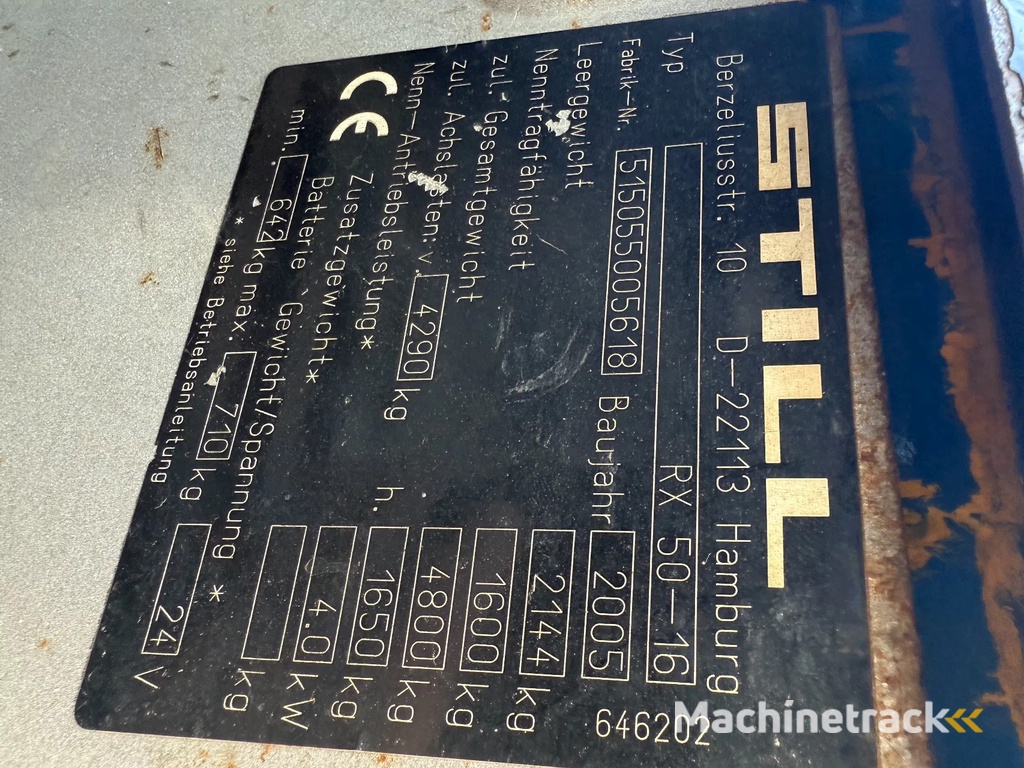 STILL
Berzeliusstr. 10 D-22113 Hamburg
Typ RX 50-16
Fabrik-Nr. 515055005618 Baujahr 2005
Leergewicht 2144 kg
Nenntragfähigkeit 1600 kg
zul. Gesamtgewicht 4800 kg
zul. Achslasten: v. 4290 kg h. 1650 kg
Nenn-Antriebsleistung* 4.0 kW
Zusatzgewicht* kg
CE Batterie Gewicht/Spannung *
min. 642 kg max. 710 kg 24 V
* siehe Betriebsanleitung
646202
Machinetrack